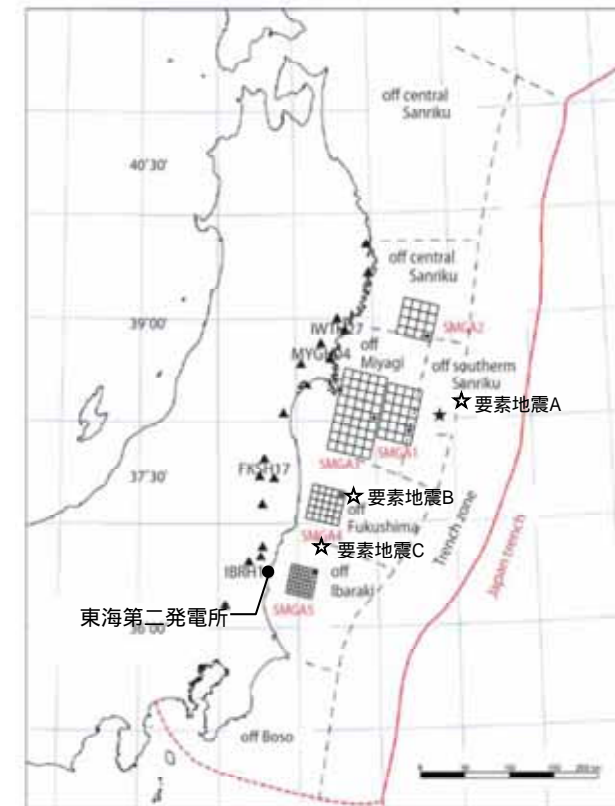 off central
Sanriku
40°30'
off central
Sanriku
39°00'
IWTH27
SMGA2
MYGH04
off
Miyagi
off southern
Sanriku
☆要素地震A
SMGA1
SMGA3
37°30'
FKSH17
☆要素地震B
off
Fukushima
SMGA4
☆要素地震C
Trench zone
Japan trench
off
Ibaraki
東海第二発電所
SMGA5
36°00'
off Boso